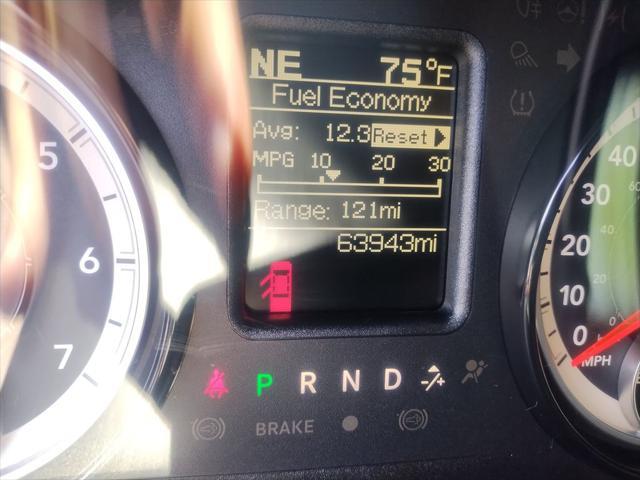 NE 75°F
Fuel Economy
Avg: 12.3 Reset
MPG 10 20 30
Range: 121mi
63943mi
5
6
7
40
30
20
10
0
MPH
P R N D
BRAKE